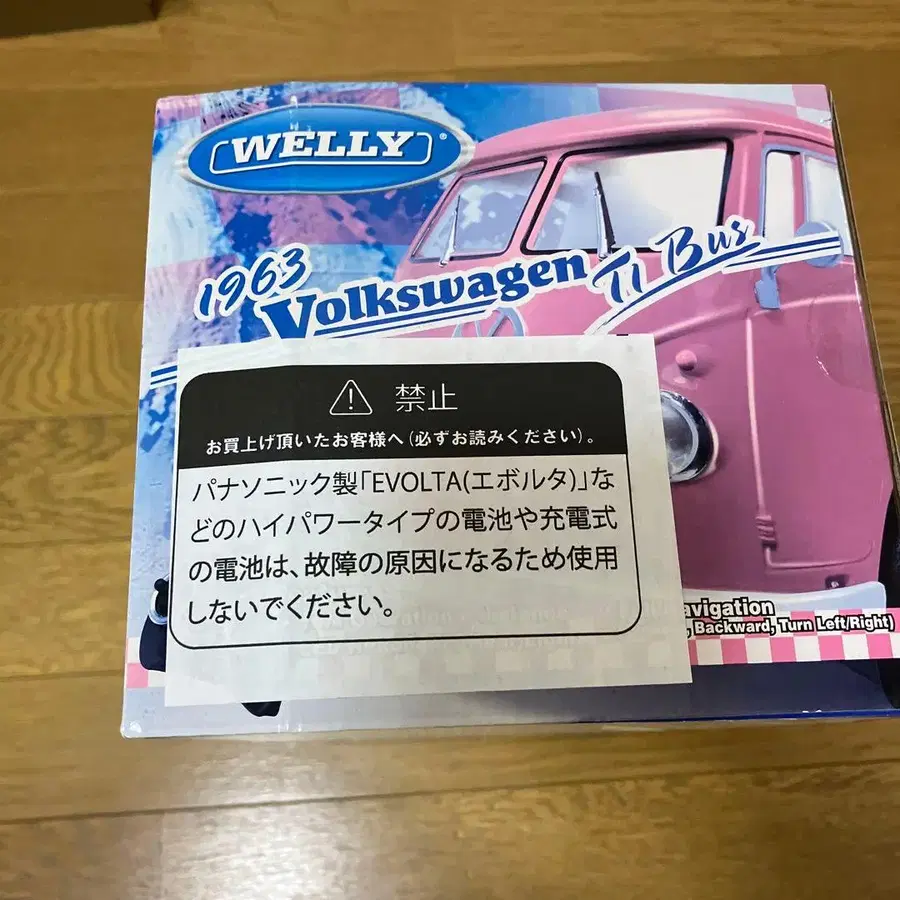 WELLY
1963 Volkswagen T1 Bus
禁止
お買上げ頂いたお客様へ(必ずお読みください)。
パナソニック製「EVOLTA(エボルタ)」な
どのハイパワータイプの電池や充電式
の電池は、故障の原因になるため使用
しないでください。
avigation
, Backward, Turn Left/Right)